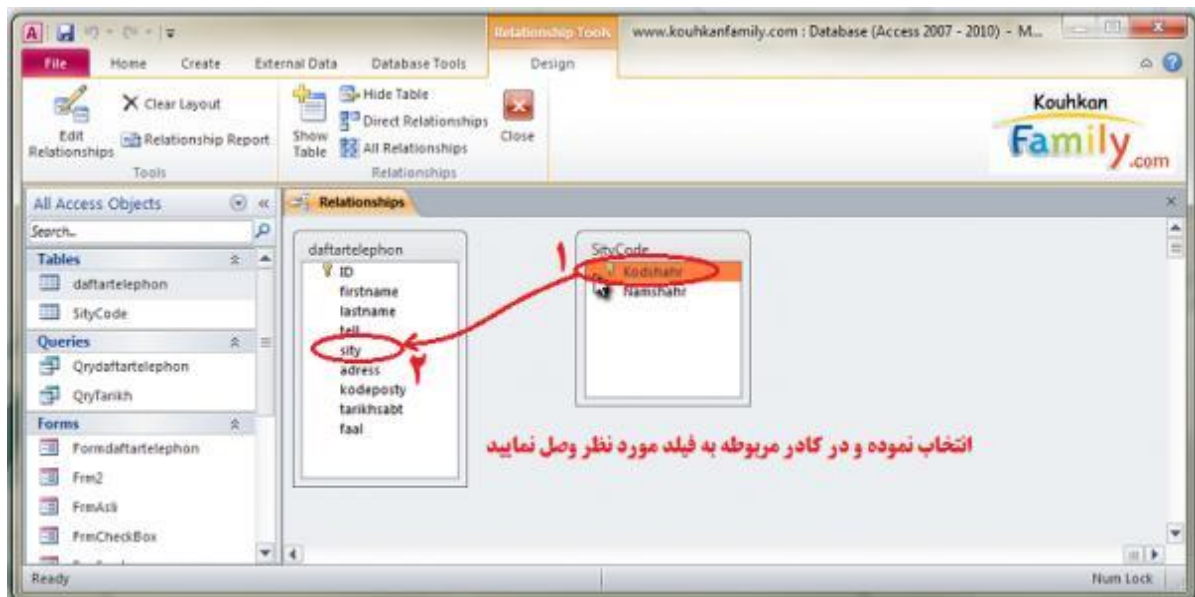 A
Relationship Tools
www.kouhkanfamily.com : Database (Access 2007 - 2010) - M...
File Home Create External Data Database Tools Design
Edit Relationships
Clear Layout
Relationship Report
Tools
Show Table
Hide Table
Direct Relationships
All Relationships
Relationships
Close
Kouhkan
Family.com
All Access Objects
Search...
Tables
daftartelephon
SityCode
Queries
Qrydaftartelephon
QryTarikh
Forms
Formdaftartelephon
Frm2
FrmAsli
FrmCheckBox
Relationships
daftartelephon
ID
firstname
lastname
tell
sity
adress
kodeposty
tarikhsabt
faal
SityCode
Kodshahr
Namshahr
۱
۲
انتخاب نموده و در کادر مربوطه به فیلد مورد نظر وصل نمایید
Ready
Num Lock